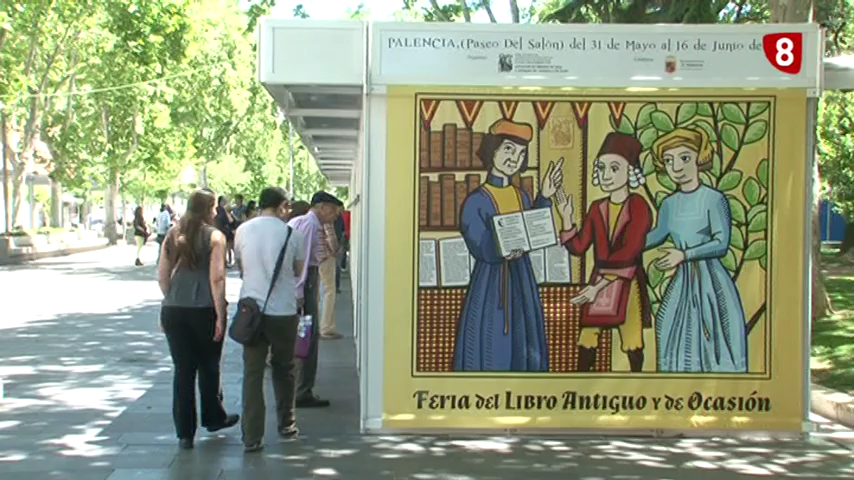 PALENCIA,(Paseo Del Salón) del 31 de Mayo al 16 de Junio de
8
Feria del Libro Antiguo y de Ocasión